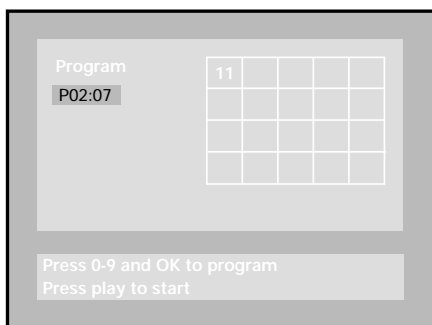 Program
11
P02:07
Press 0-9 and OK to program
Press play to start